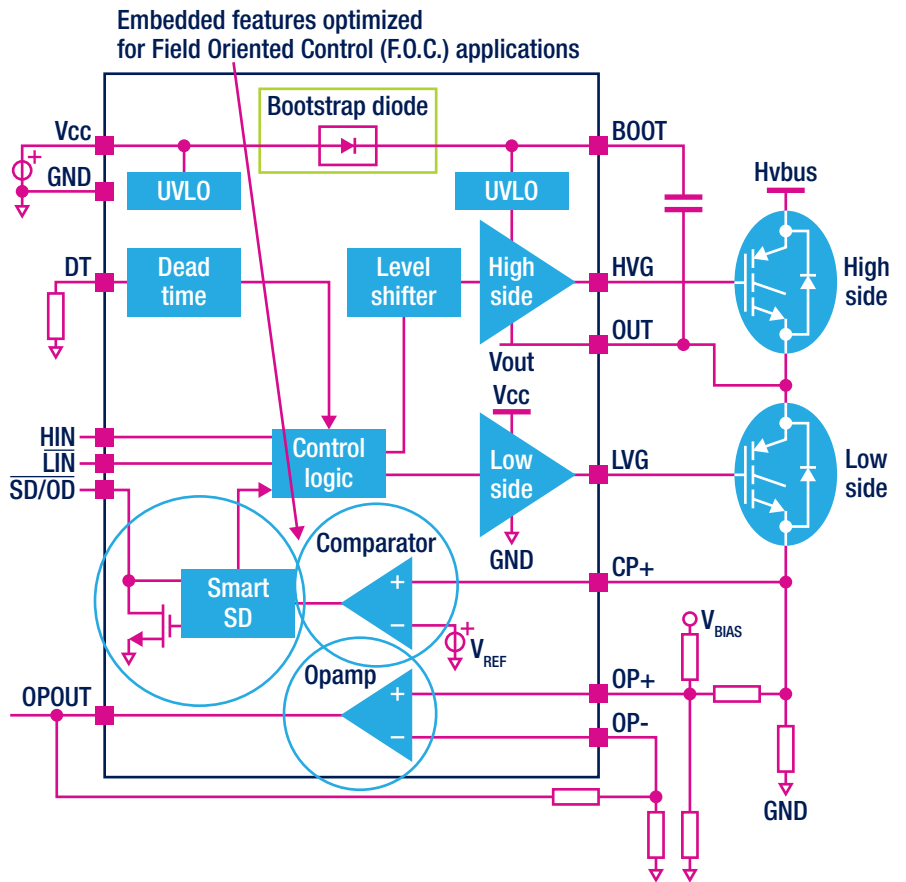 Embedded features optimized
for Field Oriented Control (F.O.C.) applications
Bootstrap diode
Vcc
BOOT
GND
UVLO
UVLO
Hvbus
DT
Dead
time
Level
shifter
High
side
HVG
High
side
OUT
Vout
Vcc
HIN
LIN
SD/OD
Control
logic
Low
side
LVG
Low
side
GND
Comparator
CP+
Smart
SD
+
−
+
VREF
+
VBIAS
Opamp
OPOUT
+
−
OP+
OP-
GND